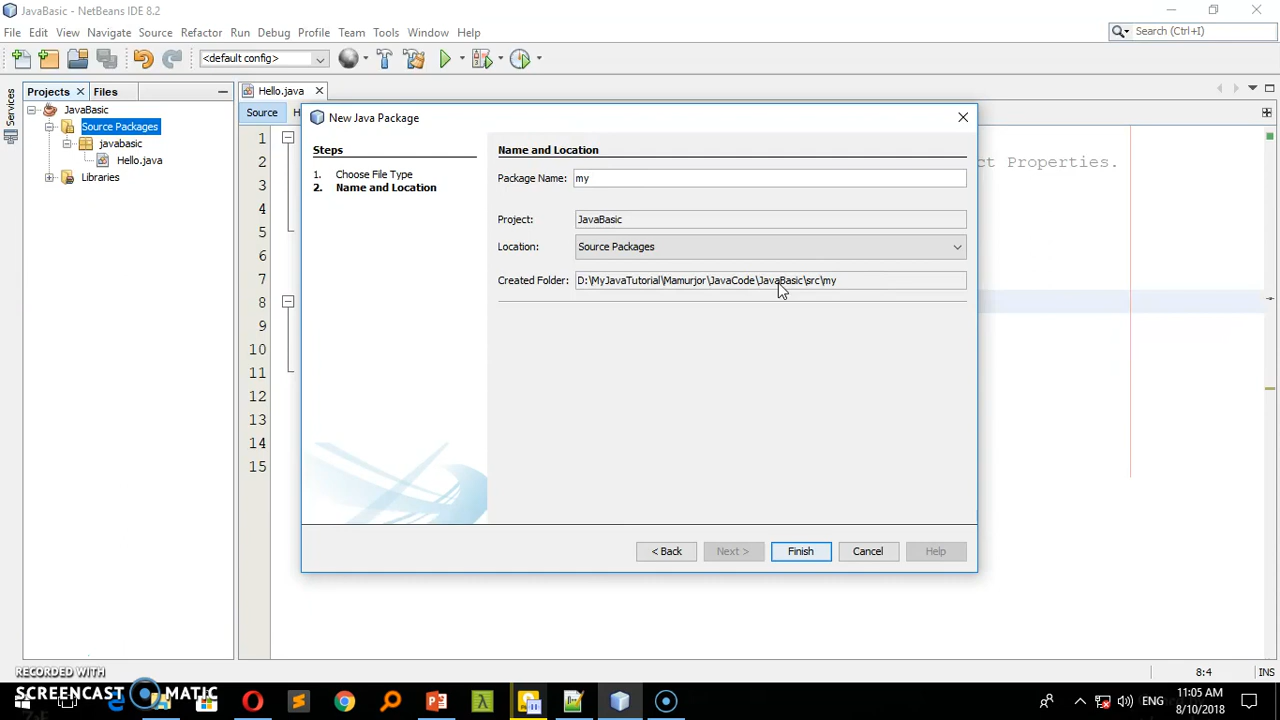 JavaBasic - NetBeans IDE 8.2
File Edit View Navigate Source Refactor Run Debug Profile Team Tools Window Help
Search (Ctrl+I)
<default config>
Services
Projects Files
Hello.java
JavaBasic
Source Packages
javabasic
Hello.java
Libraries
Source H
1
2
3
4
5
6
7
8
9
10
11
12
13
14
15
ct Properties.
New Java Package
Steps
1. Choose File Type
2. Name and Location
Name and Location
Package Name: my
Project: JavaBasic
Location: Source Packages
Created Folder: D:\MyJavaTutorial\Mamurjor\JavaCode\JavaBasic\src\my
< Back Next > Finish Cancel Help
8:4 INS
RECORDED WITH
SCREENCAST MATIC
ENG
11:05 AM
8/10/2018